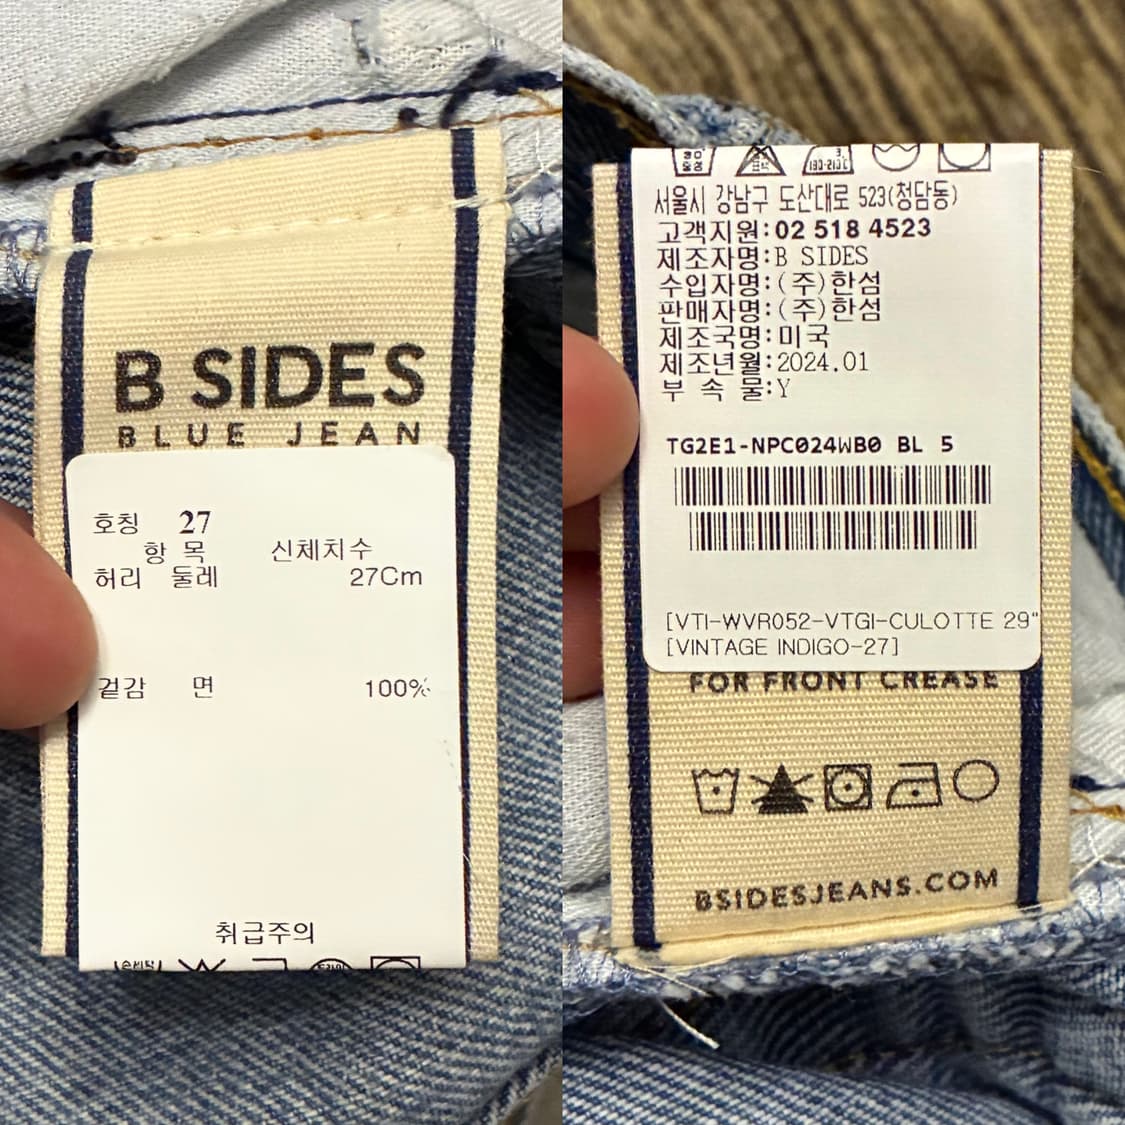 B SIDES
BLUE JEAN
호칭 27
항 목 신체치수
허리 둘레 27Cm
겉감 면 100%
취급주의
서울시 강남구 도산대로 523(청담동)
고객지원:02 518 4523
제조자명:B SIDES
수입자명:(주)한섬
판매자명:(주)한섬
제조국명:미국
제조년월:2024.01
부 속 물:Y
TG2E1-NPC024WB0 BL 5
[VTI-WVR052-VTGI-CULOTTE 29"
[VINTAGE INDIGO-27]
FOR FRONT CREASE
BSIDESJEANS.COM